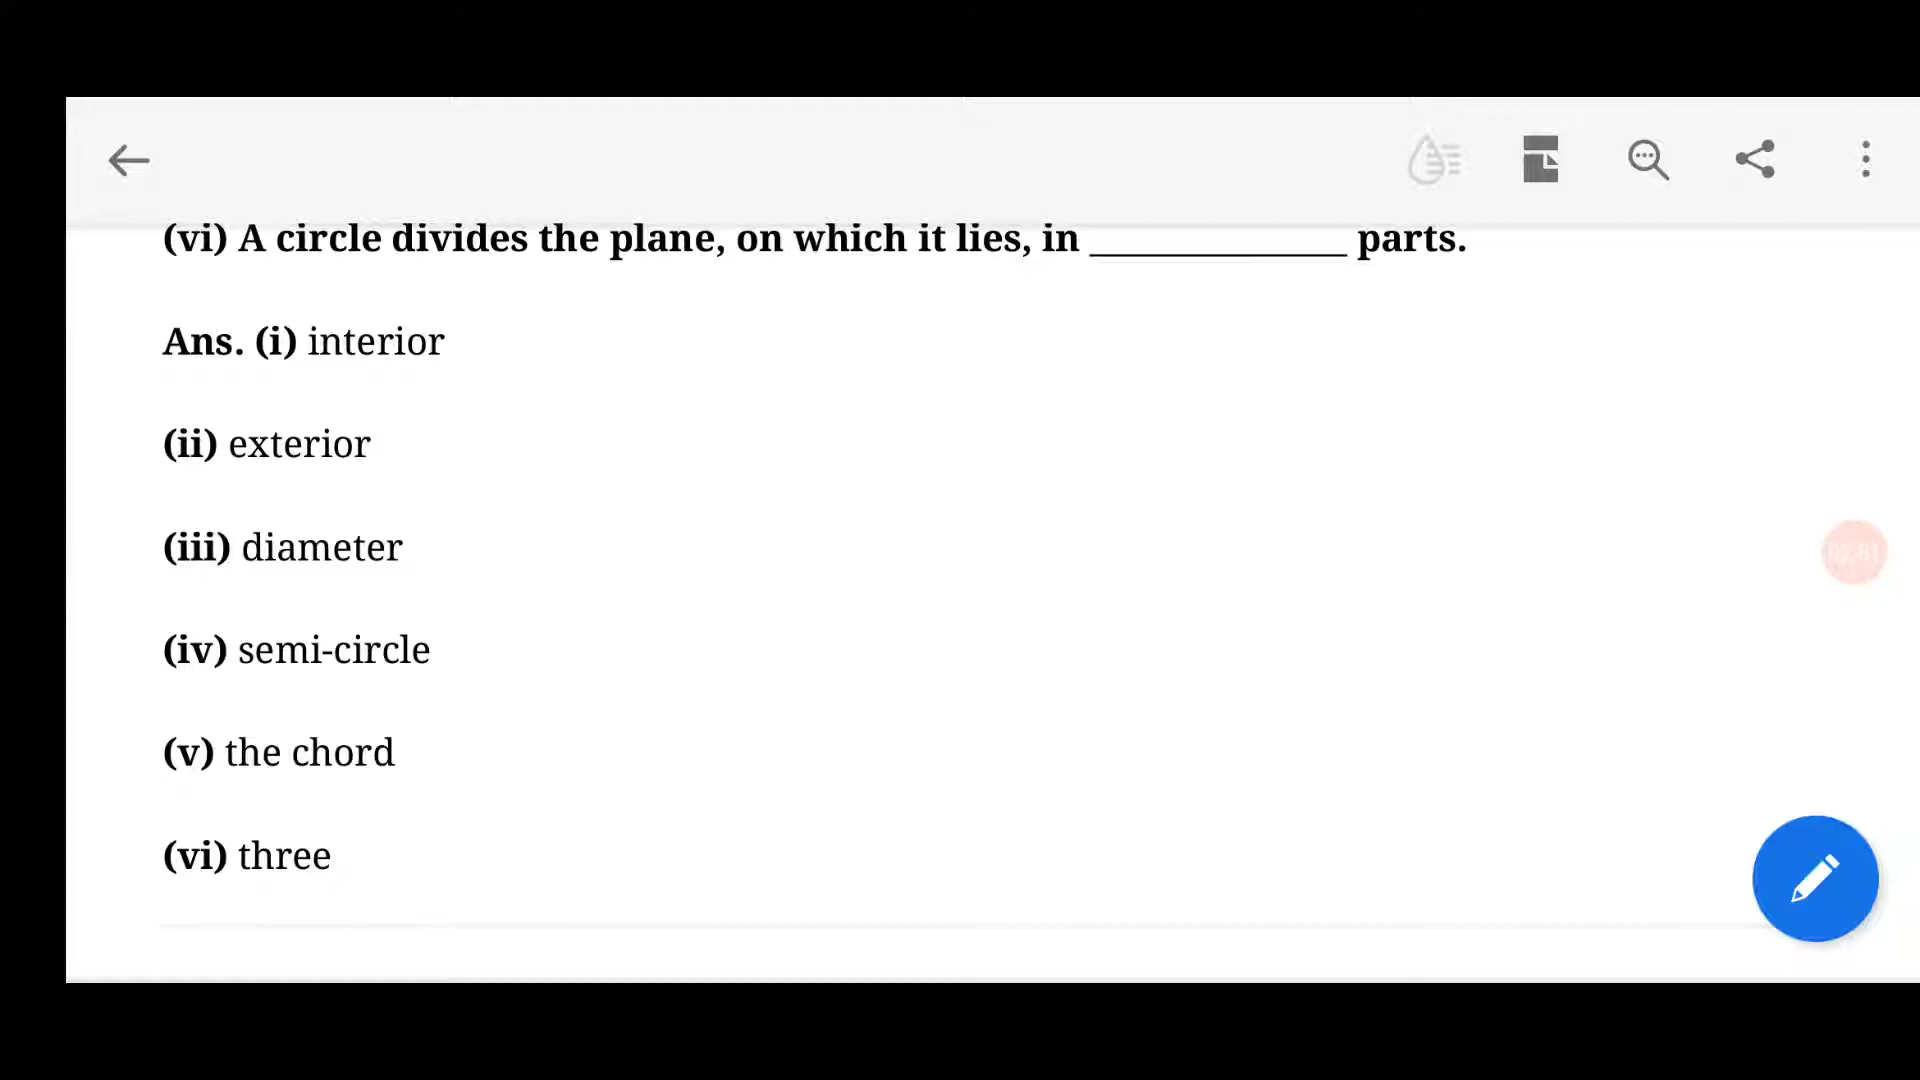 (vi) A circle divides the plane, on which it lies, in ______________ parts.
Ans. (i) interior
(ii) exterior
(iii) diameter
(iv) semi-circle
(v) the chord
(vi) three